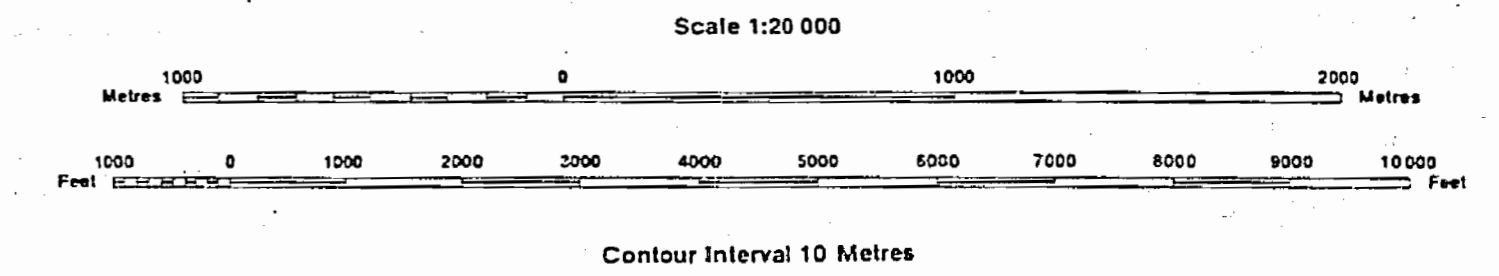 Scale 1:20 000
1000 0 1000 2000
Metres Metres
1000 0 1000 2000 3000 4000 5000 6000 7000 8000 9000 10 000
Feet Feet
Contour Interval 10 Metres